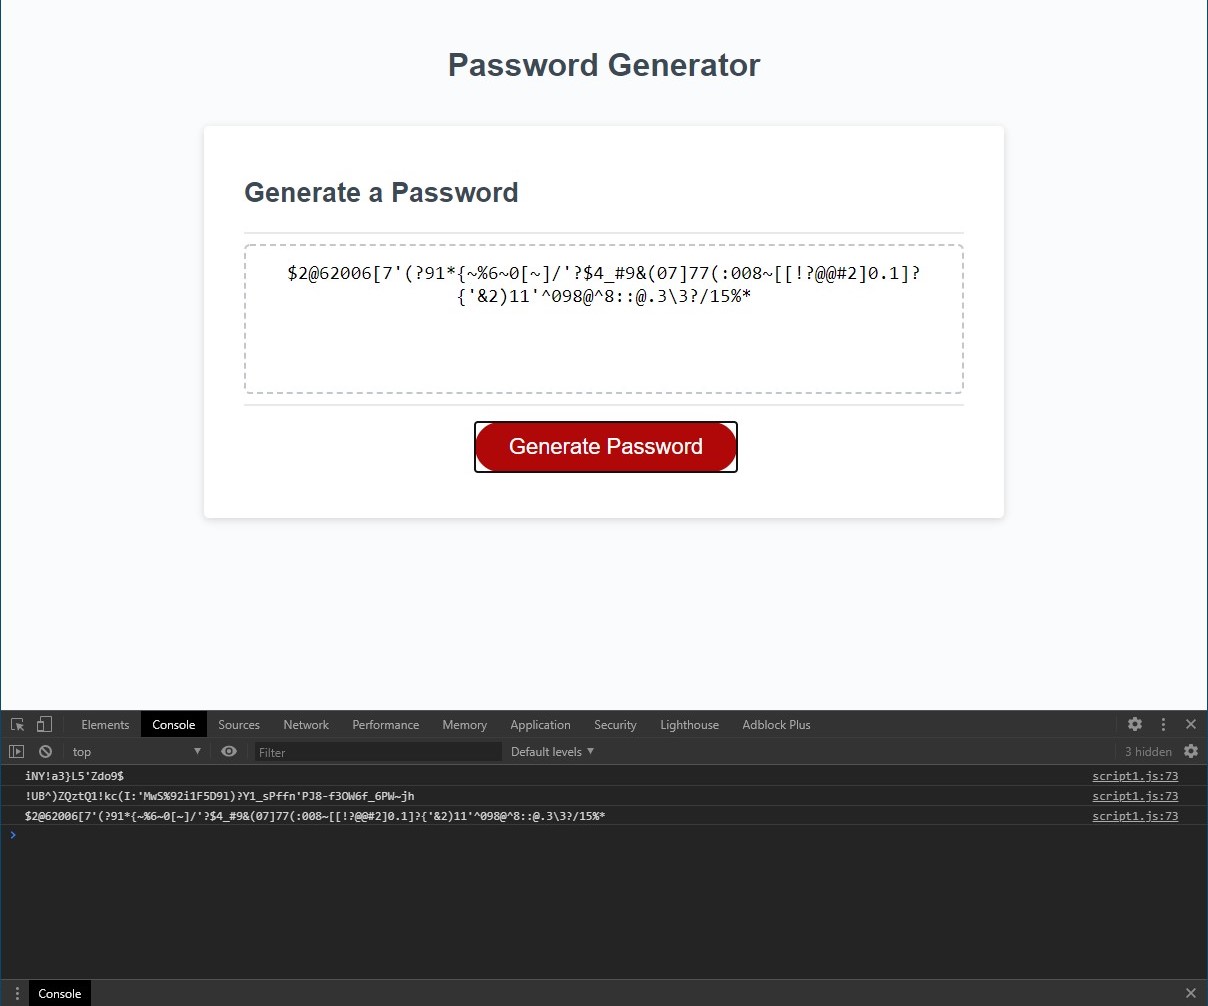 Password Generator
Generate a Password
$2@62006[7'(?91*{~%6~0[~]/'?$4_#9&(07]77(:008~[[!?@@#2]0.1]?
{'&2)11'^098@^8::@.3\3?/15%*
Generate Password
Elements Console Sources Network Performance Memory Application Security Lighthouse Adblock Plus
top Filter Default levels 3 hidden
iNY!a3}L5'Zdo9$ script1.js:73
!UB^)ZQztQ1!kc(I:'MwS%92i1F5D9l)?Y1_sPffn'PJ8-f3OW6f_6PW~jh script1.js:73
$2@62006[7'(?91*{~%6~0[~]/'?$4_#9&(07]77(:008~[[!?@@#2]0.1]?{'&2)11'^098@^8::@.3\3?/15%* script1.js:73
Console